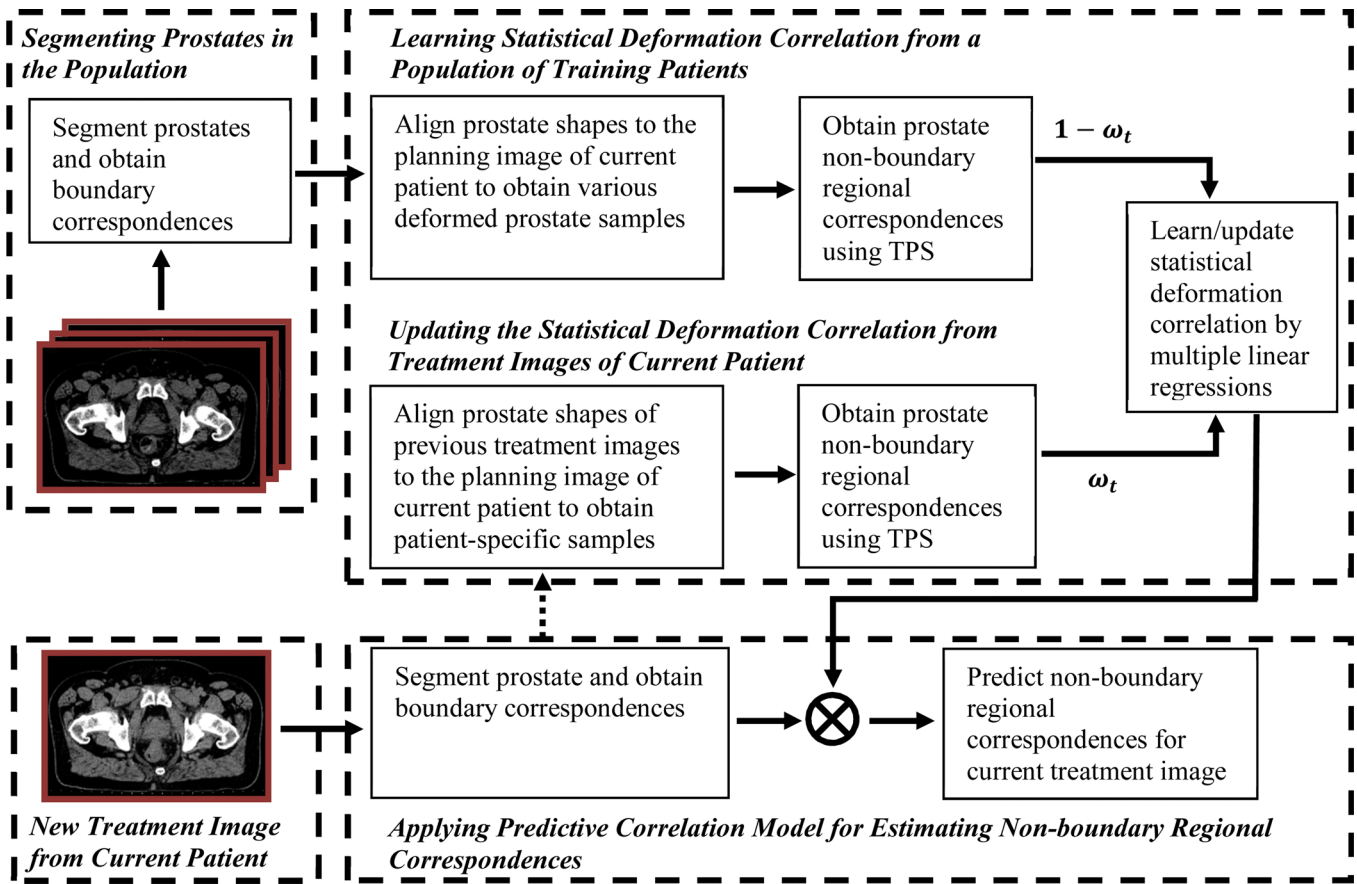 Segmenting Prostates in
the Population
Segment prostates
and obtain
boundary
correspondences
Learning Statistical Deformation Correlation from a
Population of Training Patients
Align prostate shapes to the
planning image of current
patient to obtain various
deformed prostate samples
Obtain prostate
non-boundary
regional
correspondences
using TPS
1 − ω_t
Learn/update
statistical
deformation
correlation by
multiple linear
regressions
Updating the Statistical Deformation Correlation from
Treatment Images of Current Patient
Align prostate shapes of
previous treatment images
to the planning image of
current patient to obtain
patient-specific samples
Obtain prostate
non-boundary
regional
correspondences
using TPS
ω_t
New Treatment Image
from Current Patient
Segment prostate and obtain
boundary correspondences
Predict non-boundary
regional
correspondences for
current treatment image
Applying Predictive Correlation Model for Estimating Non-boundary Regional
Correspondences